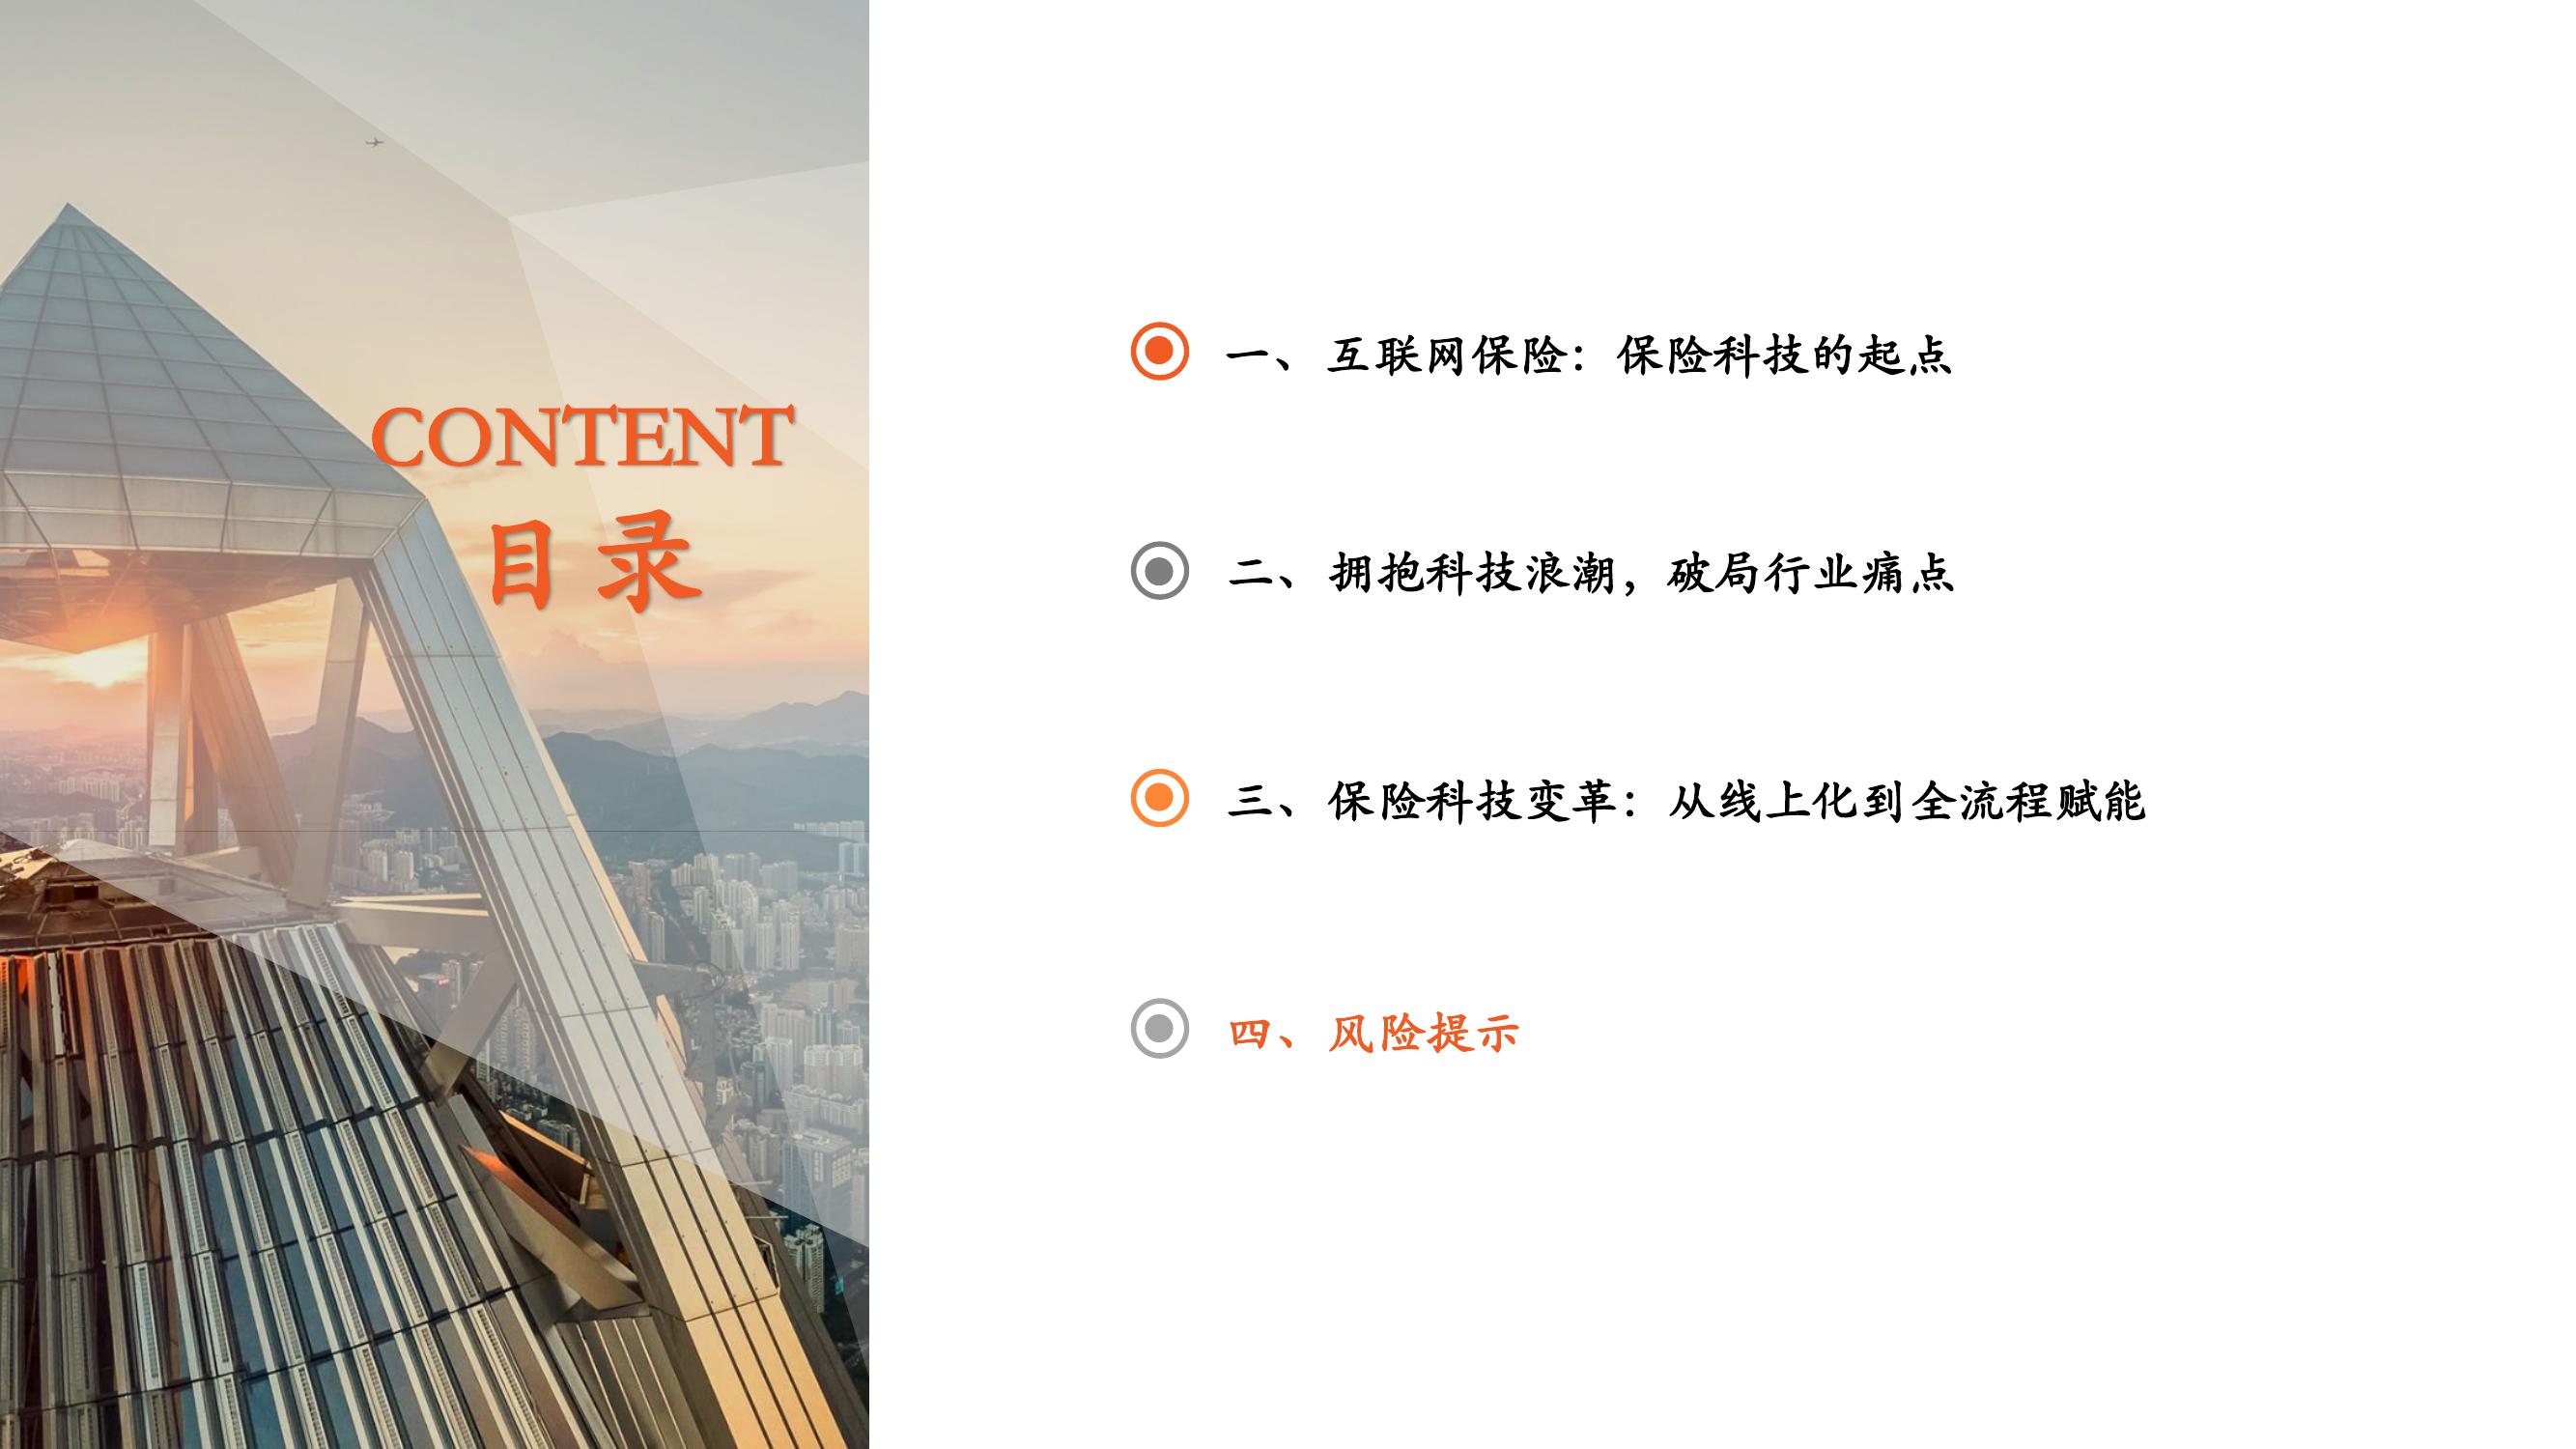 CONTENT
目录
一、互联网保险：保险科技的起点
二、拥抱科技浪潮，破局行业痛点
三、保险科技变革：从线上化到全流程赋能
四、风险提示